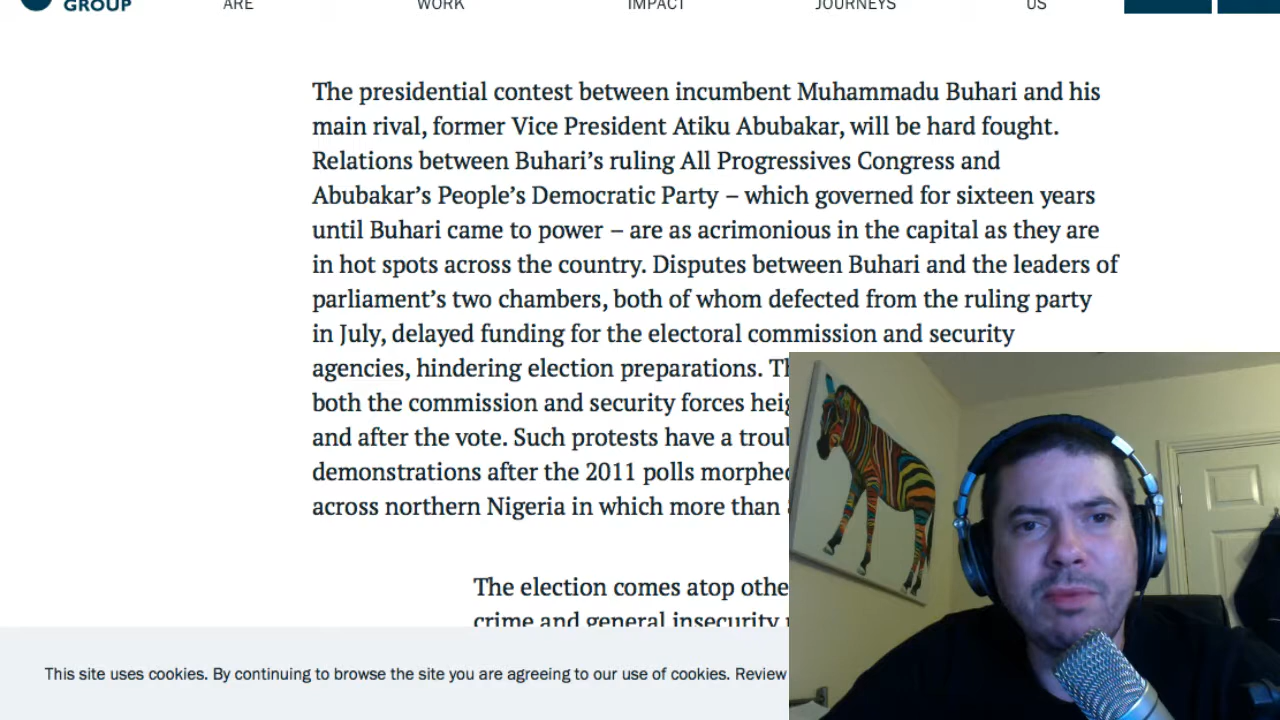 GROUP
ARE
WORK
IMPACT
JOURNEYS
US
The presidential contest between incumbent Muhammadu Buhari and his
main rival, former Vice President Atiku Abubakar, will be hard fought.
Relations between Buhari’s ruling All Progressives Congress and
Abubakar’s People’s Democratic Party – which governed for sixteen years
until Buhari came to power – are as acrimonious in the capital as they are
in hot spots across the country. Disputes between Buhari and the leaders of
parliament’s two chambers, both of whom defected from the ruling party
in July, delayed funding for the electoral commission and security
agencies, hindering election preparations.
both the commission and security forces
and after the vote. Such protests have a
demonstrations after the 2011 polls
across northern Nigeria in which more than
The election comes atop
crime and general insecurity
This site uses cookies. By continuing to browse the site you are agreeing to our use of cookies. Review